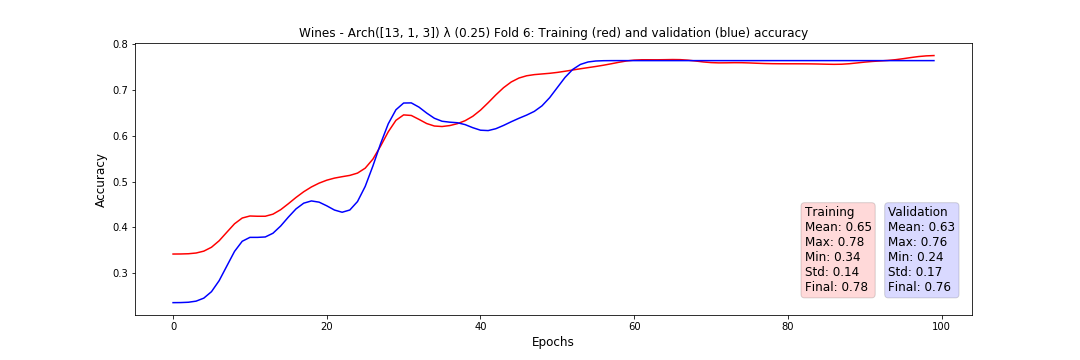 Wines - Arch([13, 1, 3]) λ (0.25) Fold 6: Training (red) and validation (blue) accuracy
0.8
0.7
0.6
0.5
0.4
0.3
Accuracy
Training
Mean: 0.65
Max: 0.78
Min: 0.34
Std: 0.14
Final: 0.78
Validation
Mean: 0.63
Max: 0.76
Min: 0.24
Std: 0.17
Final: 0.76
0
20
40
60
80
100
Epochs